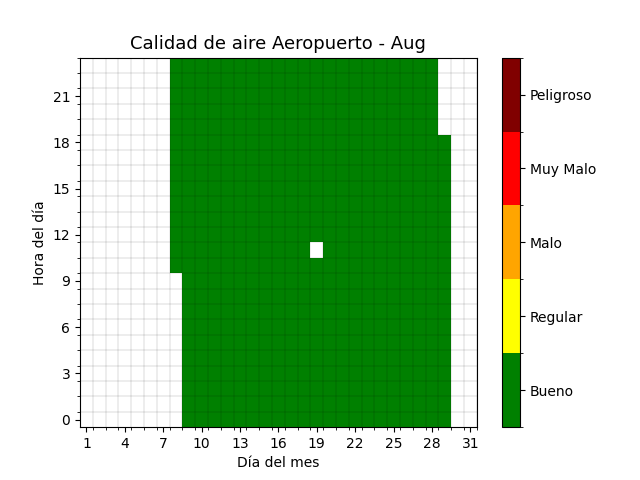 Calidad de aire Aeropuerto - Aug
Hora del día
21
18
15
12
9
6
3
0
1 4 7 10 13 16 19 22 25 28 31
Día del mes
Peligroso
Muy Malo
Malo
Regular
Bueno